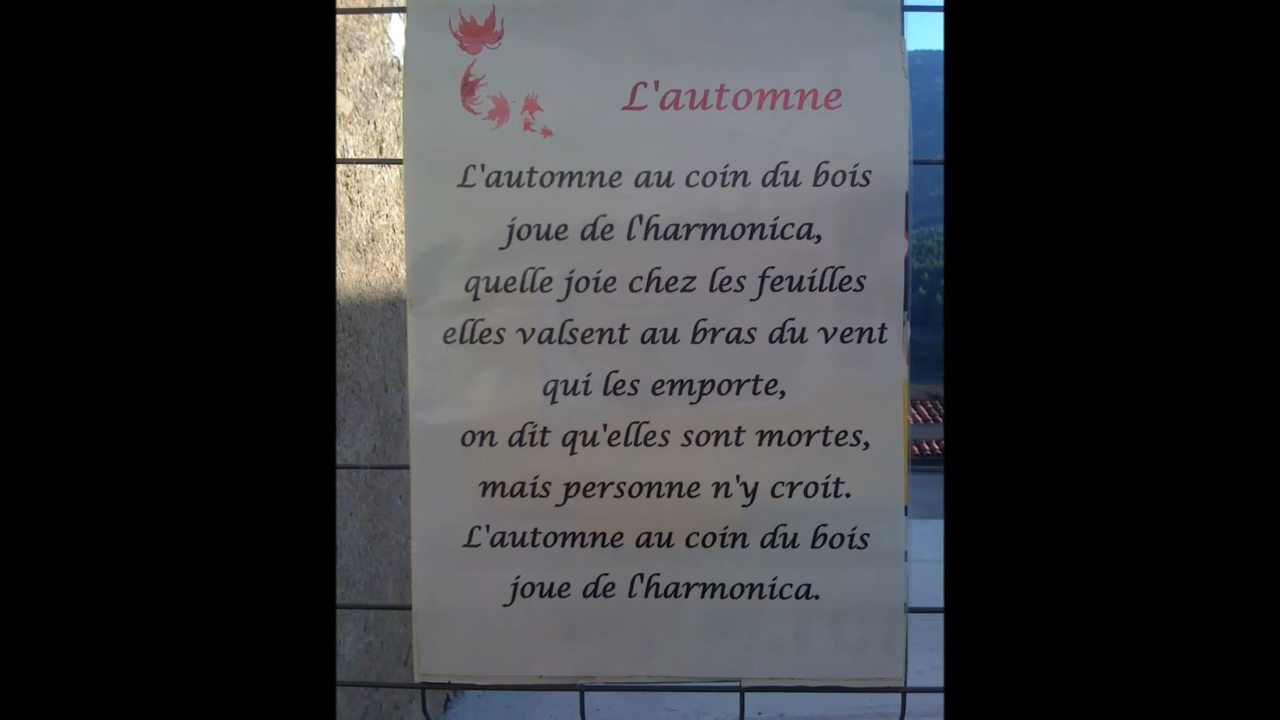 L'automne
L'automne au coin du bois
joue de l'harmonica,
quelle joie chez les feuilles
elles valsent au bras du vent
qui les emporte,
on dit qu'elles sont mortes,
mais personne n'y croit.
L'automne au coin du bois
joue de l'harmonica.